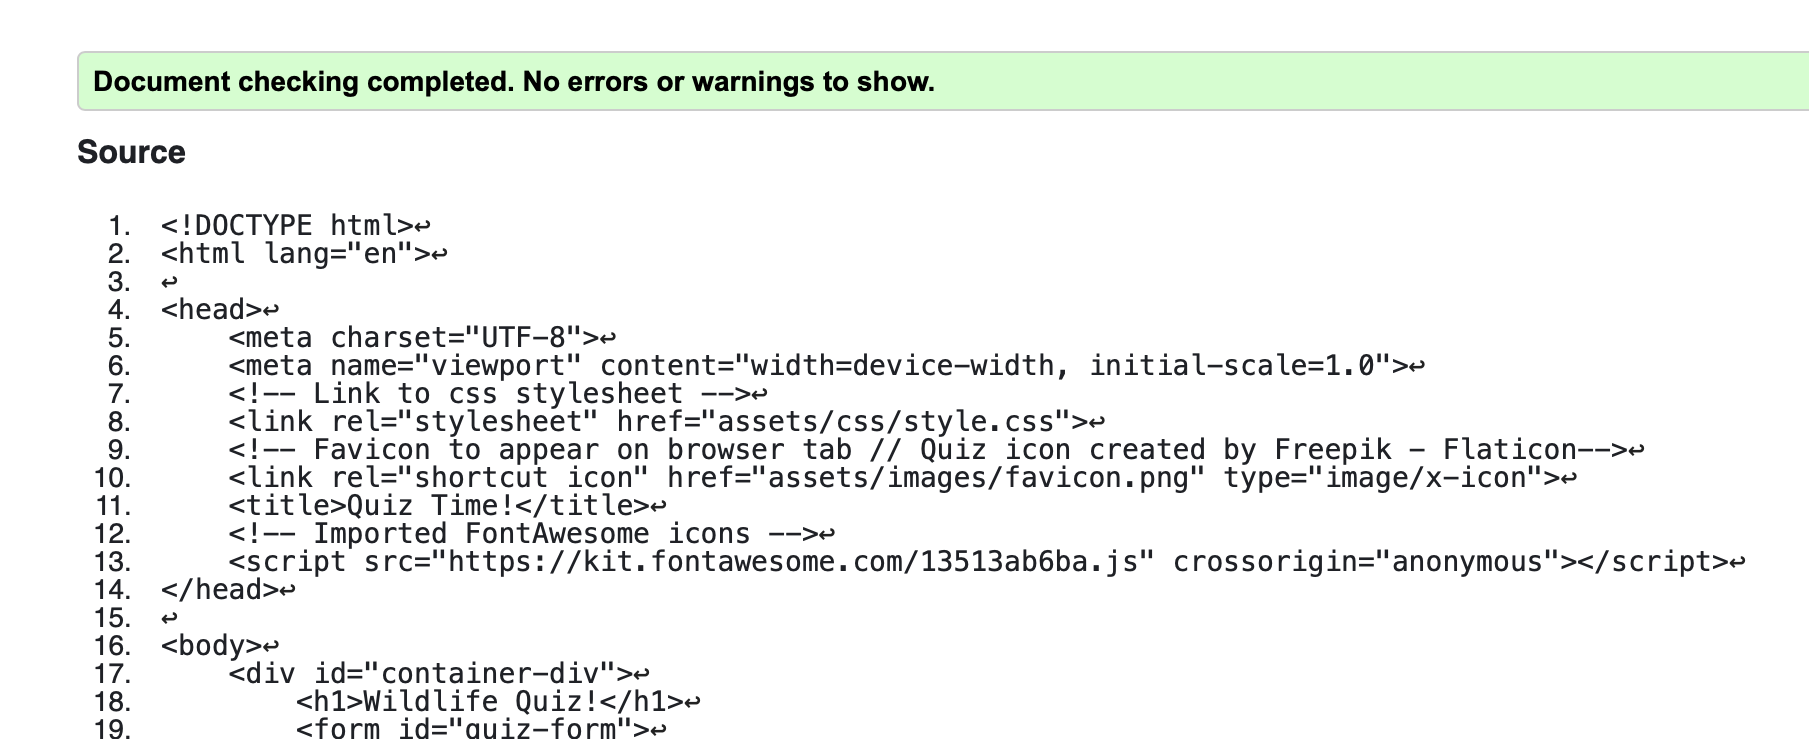 Document checking completed. No errors or warnings to show.
Source
1. <!DOCTYPE html>↩
2. <html lang="en">↩
3. ↩
4. <head>↩
5.     <meta charset="UTF-8">↩
6.     <meta name="viewport" content="width=device-width, initial-scale=1.0">↩
7.     <!-- Link to css stylesheet -->↩
8.     <link rel="stylesheet" href="assets/css/style.css">↩
9.     <!-- Favicon to appear on browser tab // Quiz icon created by Freepik - Flaticon-->↩
10.     <link rel="shortcut icon" href="assets/images/favicon.png" type="image/x-icon">↩
11.     <title>Quiz Time!</title>↩
12.     <!-- Imported FontAwesome icons -->↩
13.     <script src="https://kit.fontawesome.com/13513ab6ba.js" crossorigin="anonymous"></script>↩
14. </head>↩
15. ↩
16. <body>↩
17.     <div id="container-div">↩
18.         <h1>Wildlife Quiz!</h1>↩
19.         <form id="quiz-form">↩